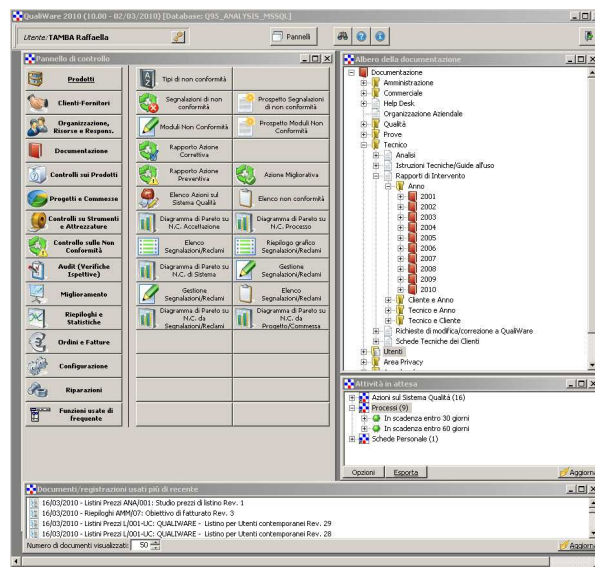 QualiWare 2010 (10.00 - 02/03/2010) [Database: Q95_ANALYSIS_MSSQL]
Utente: TAMBA Raffaella
Pannelli
Pannello di controllo
Prodotti
Clienti-Fornitori
Organizzazione,
Risorse e Respons.
Documentazione
Controlli sui Prodotti
Progetti e Commesse
Controlli su Strumenti
e Attrezzature
Controllo sulle Non
Conformità
Audit (Verifiche
Ispettive)
Miglioramento
Riepiloghi e
Statistiche
Ordini e Fatture
Configurazione
Riparazioni
Funzioni usate di
frequente
Tipi di non conformità
Segnalazioni di non
conformità
Prospetto Segnalazioni
di non conformità
Moduli Non Conformità
Prospetto Moduli Non
Conformità
Rapporto Azione
Correttiva
Rapporto Azione
Preventiva
Azione Migliorativa
Elenco Azioni sul
Sistema Qualità
Elenco non conformità
Diagramma di Pareto su
N.C. Accettazione
Diagramma di Pareto su
N.C. Processo
Elenco
Segnalazioni/Reclami
Riepilogo grafico
Segnalazioni/Reclami
Diagramma di Pareto su
N.C. di Sistema
Gestione
Segnalazioni/Reclami
Gestione
Segnalazioni/Reclami
Elenco
Segnalazioni/Reclami
Diagramma di Pareto su
N.C. da
Segnalazioni/Reclami
Diagramma di Pareto su
N.C. da
Progetto/Commessa
Albero della documentazione
Documentazione
Amministrazione
Commerciale
Help Desk
Organizzazione Aziendale
Qualità
Prove
Tecnico
Analisi
Istruzioni Tecniche/Guide all'uso
Rapporti di Intervento
Anno
2001
2002
2003
2004
2005
2006
2007
2008
2009
2010
Cliente e Anno
Tecnico e Anno
Tecnico e Cliente
Richieste di modifica/correzione a QualiWare
Schede Tecniche dei Clienti
Utenti
Area Privacy
Attività in attesa
Azioni sul Sistema Qualità (16)
Processi (9)
In scadenza entro 30 giorni
In scadenza entro 60 giorni
Schede Personale (1)
Opzioni
Esporta
Aggiorna
Documenti/registrazioni usati più di recente
16/03/2010 - Listini Prezzi ANA/001: Studio prezzi di listino Rev. 1
16/03/2010 - Riepiloghi AMM/07: Obiettivo di fatturato Rev. 3
16/03/2010 - Listini Prezzi L/001-UC: QUALIWARE - Listino per Utenti contemporanei Rev. 29
16/03/2010 - Listini Prezzi L/001-UC: QUALIWARE - Listino per Utenti contemporanei Rev. 28
Numero di documenti visualizzati: 50
Aggiorna